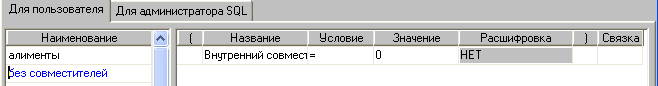 Для пользователя Для администратора SQL
Наименование ( Название Условие Значение Расшифровка ) Связка
алименты Внутренний совмест = 0 НЕТ
без совместителей